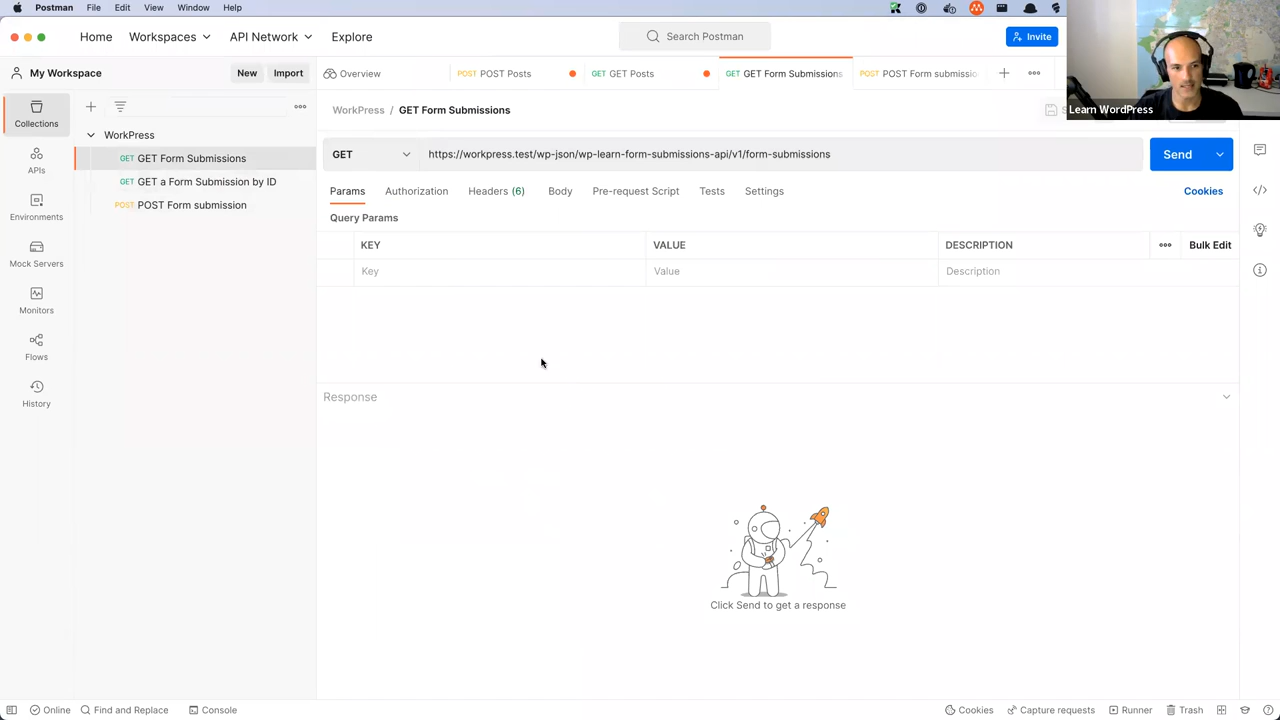 Postman File Edit View Window Help
Home Workspaces API Network Explore
Search Postman
Invite
My Workspace
New Import
Overview
POST POST Posts
GET GET Posts
GET GET Form Submissions
POST POST Form submissio
Learn WordPress
Collections
APIs
Environments
Mock Servers
Monitors
Flows
History
WorkPress
GET GET Form Submissions
GET GET a Form Submission by ID
POST POST Form submission
WorkPress / GET Form Submissions
GET https://workpress.test/wp-json/wp-learn-form-submissions-api/v1/form-submissions Send
Params Authorization Headers (6) Body Pre-request Script Tests Settings Cookies
Query Params
KEY VALUE DESCRIPTION Bulk Edit
Key Value Description
Response
Click Send to get a response
Online Find and Replace Console Cookies Capture requests Runner Trash